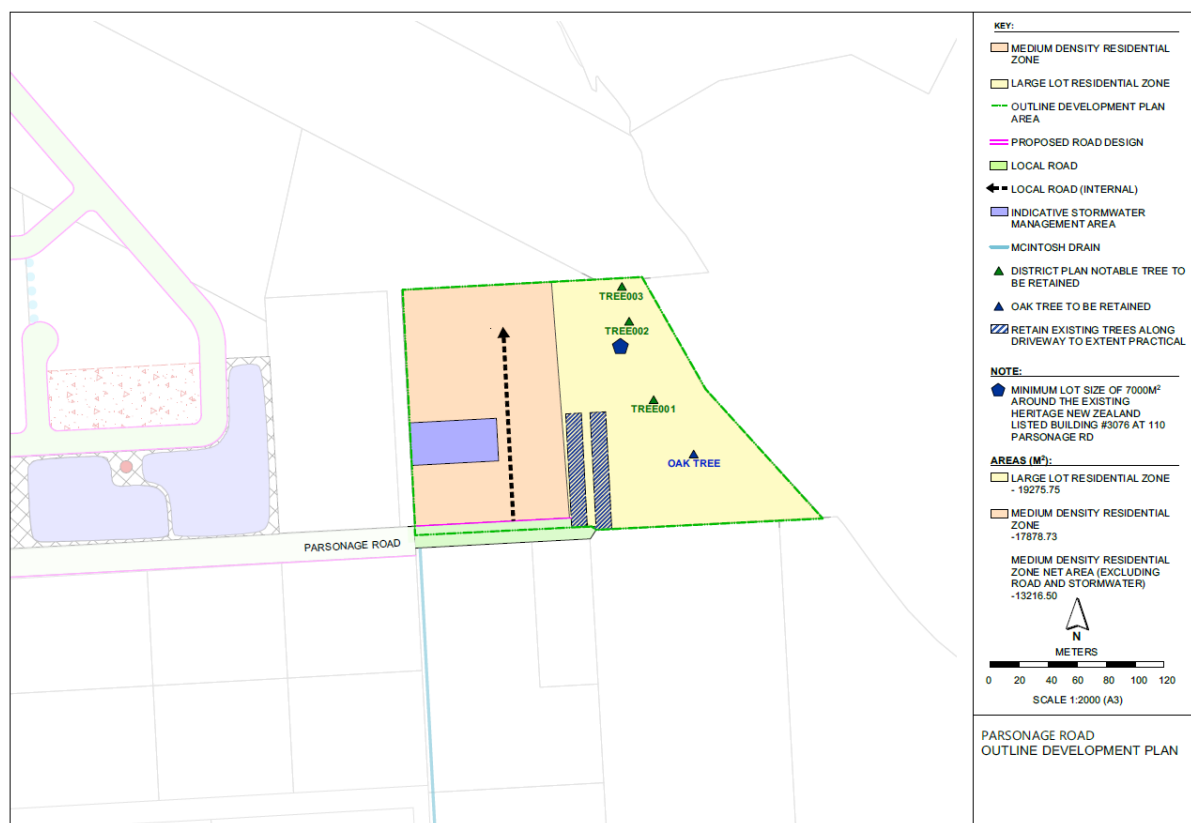 TREE003
TREE002
TREE001
OAK TREE
PARSONAGE ROAD
KEY:
MEDIUM DENSITY RESIDENTIAL
ZONE
LARGE LOT RESIDENTIAL ZONE
OUTLINE DEVELOPMENT PLAN
AREA
PROPOSED ROAD DESIGN
LOCAL ROAD
LOCAL ROAD (INTERNAL)
INDICATIVE STORMWATER
MANAGEMENT AREA
MCINTOSH DRAIN
DISTRICT PLAN NOTABLE TREE TO
BE RETAINED
OAK TREE TO BE RETAINED
RETAIN EXISTING TREES ALONG
DRIVEWAY TO EXTENT PRACTICAL
NOTE:
MINIMUM LOT SIZE OF 7000M²
AROUND THE EXISTING
HERITAGE NEW ZEALAND
LISTED BUILDING #3076 AT 110
PARSONAGE RD
AREAS (M²):
LARGE LOT RESIDENTIAL ZONE
- 19275.75
MEDIUM DENSITY RESIDENTIAL
ZONE
-17878.73
MEDIUM DENSITY RESIDENTIAL
ZONE NET AREA (EXCLUDING
ROAD AND STORMWATER)
-13216.50
N
METERS
0 20 40 60 80 100 120
SCALE 1:2000 (A3)
PARSONAGE ROAD
OUTLINE DEVELOPMENT PLAN